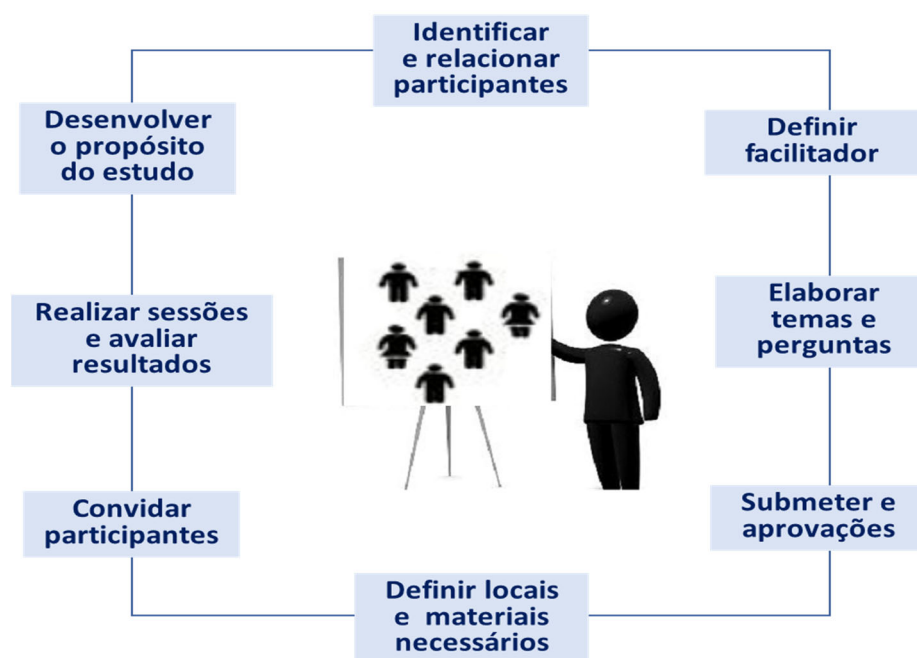 Identificar
e relacionar
participantes
Desenvolver
o propósito
do estudo
Definir
facilitador
Realizar sessões
e avaliar
resultados
Elaborar
temas e
perguntas
Convidar
participantes
Submeter e
aprovações
Definir locais
e materiais
necessários